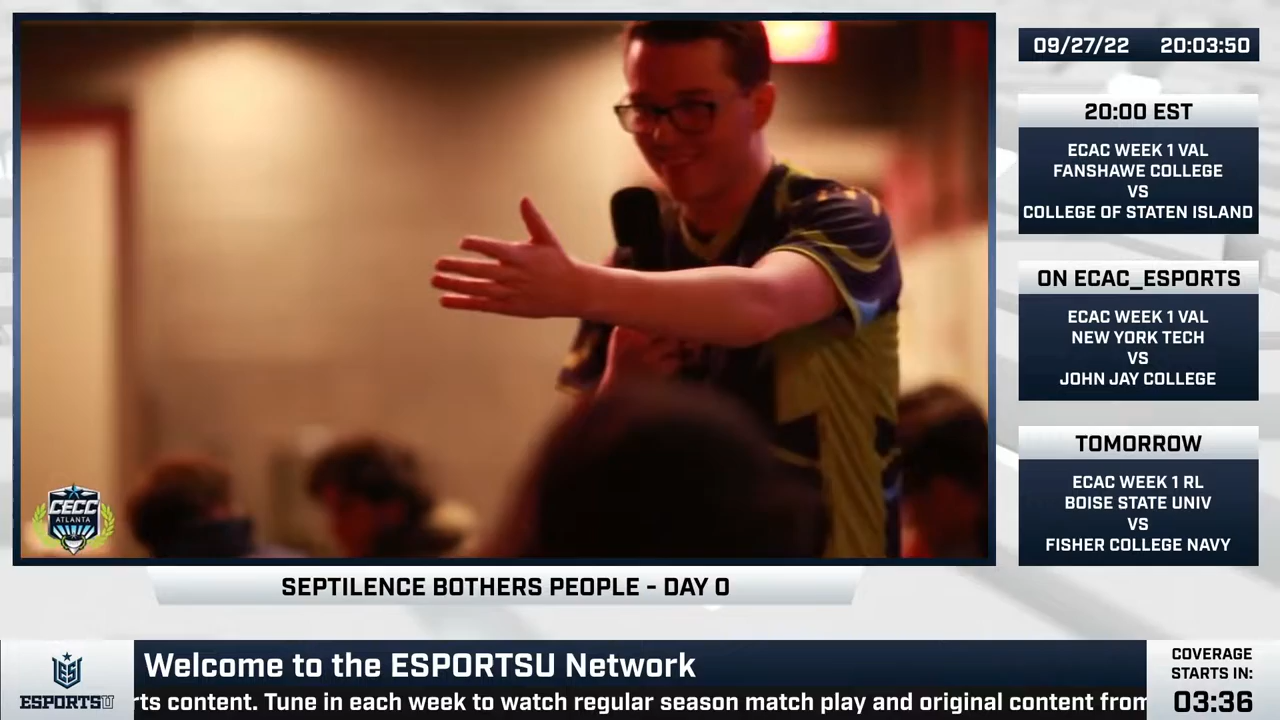 09/27/22 20:03:50
20:00 EST
ECAC WEEK 1 VAL
FANSHAWE COLLEGE
VS
COLLEGE OF STATEN ISLAND
ON ECAC_ESPORTS
ECAC WEEK 1 VAL
NEW YORK TECH
VS
JOHN JAY COLLEGE
TOMORROW
ECAC WEEK 1 RL
BOISE STATE UNIV
VS
FISHER COLLEGE NAVY
CECC
ATLANTA
SEPTILENCE BOTHERS PEOPLE - DAY 0
ESPORTSU
Welcome to the ESPORTSU Network
rts content. Tune in each week to watch regular season match play and original content from
COVERAGE
STARTS IN:
03:36